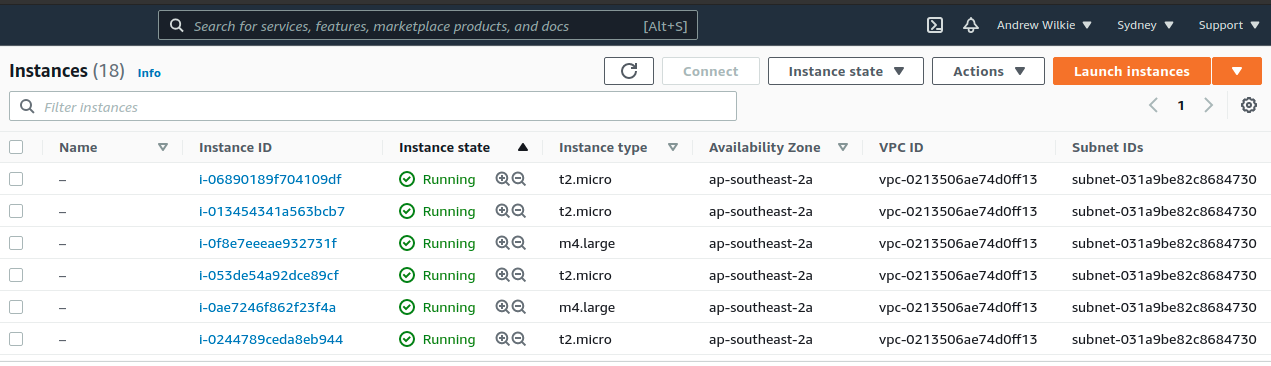 Search for services, features, marketplace products, and docs [Alt+S] Andrew Wilkie Sydney Support
Instances (18) Info Connect Instance state Actions Launch instances
Filter instances 1
Name Instance ID Instance state Instance type Availability Zone VPC ID Subnet IDs
– i-06890189f704109df Running t2.micro ap-southeast-2a vpc-0213506ae74d0ff13 subnet-031a9be82c8684730
– i-013454341a563bcb7 Running t2.micro ap-southeast-2a vpc-0213506ae74d0ff13 subnet-031a9be82c8684730
– i-0f8e7eeeae932731f Running m4.large ap-southeast-2a vpc-0213506ae74d0ff13 subnet-031a9be82c8684730
– i-053de54a92dce89cf Running t2.micro ap-southeast-2a vpc-0213506ae74d0ff13 subnet-031a9be82c8684730
– i-0ae7246f862f23f4a Running m4.large ap-southeast-2a vpc-0213506ae74d0ff13 subnet-031a9be82c8684730
– i-0244789ceda8eb944 Running t2.micro ap-southeast-2a vpc-0213506ae74d0ff13 subnet-031a9be82c8684730